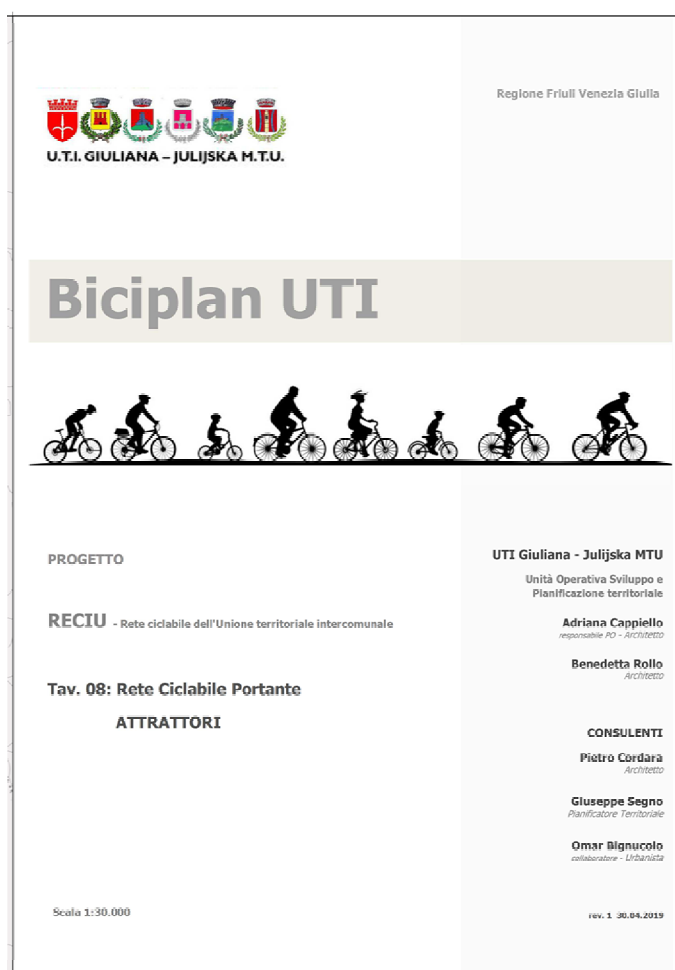 Regione Friuli Venezia Giulia
U.T.I. GIULIANA – JULIJSKA M.T.U.
Biciplan UTI
PROGETTO
RECIU - Rete ciclabile dell'Unione territoriale intercomunale
Tav. 08: Rete Ciclabile Portante
ATTRATTORI
Scala 1:30.000
UTI Giuliana - Julijska MTU
Unità Operativa Sviluppo e
Pianificazione territoriale
Adriana Cappiello
responsabile PO - Architetto
Benedetta Rollo
Architetto
CONSULENTI
Pietro Cordara
Architetto
Giuseppe Segno
Pianificatore Territoriale
Omar Bignucolo
collaboratore - Urbanista
rev. 1 30.04.2019